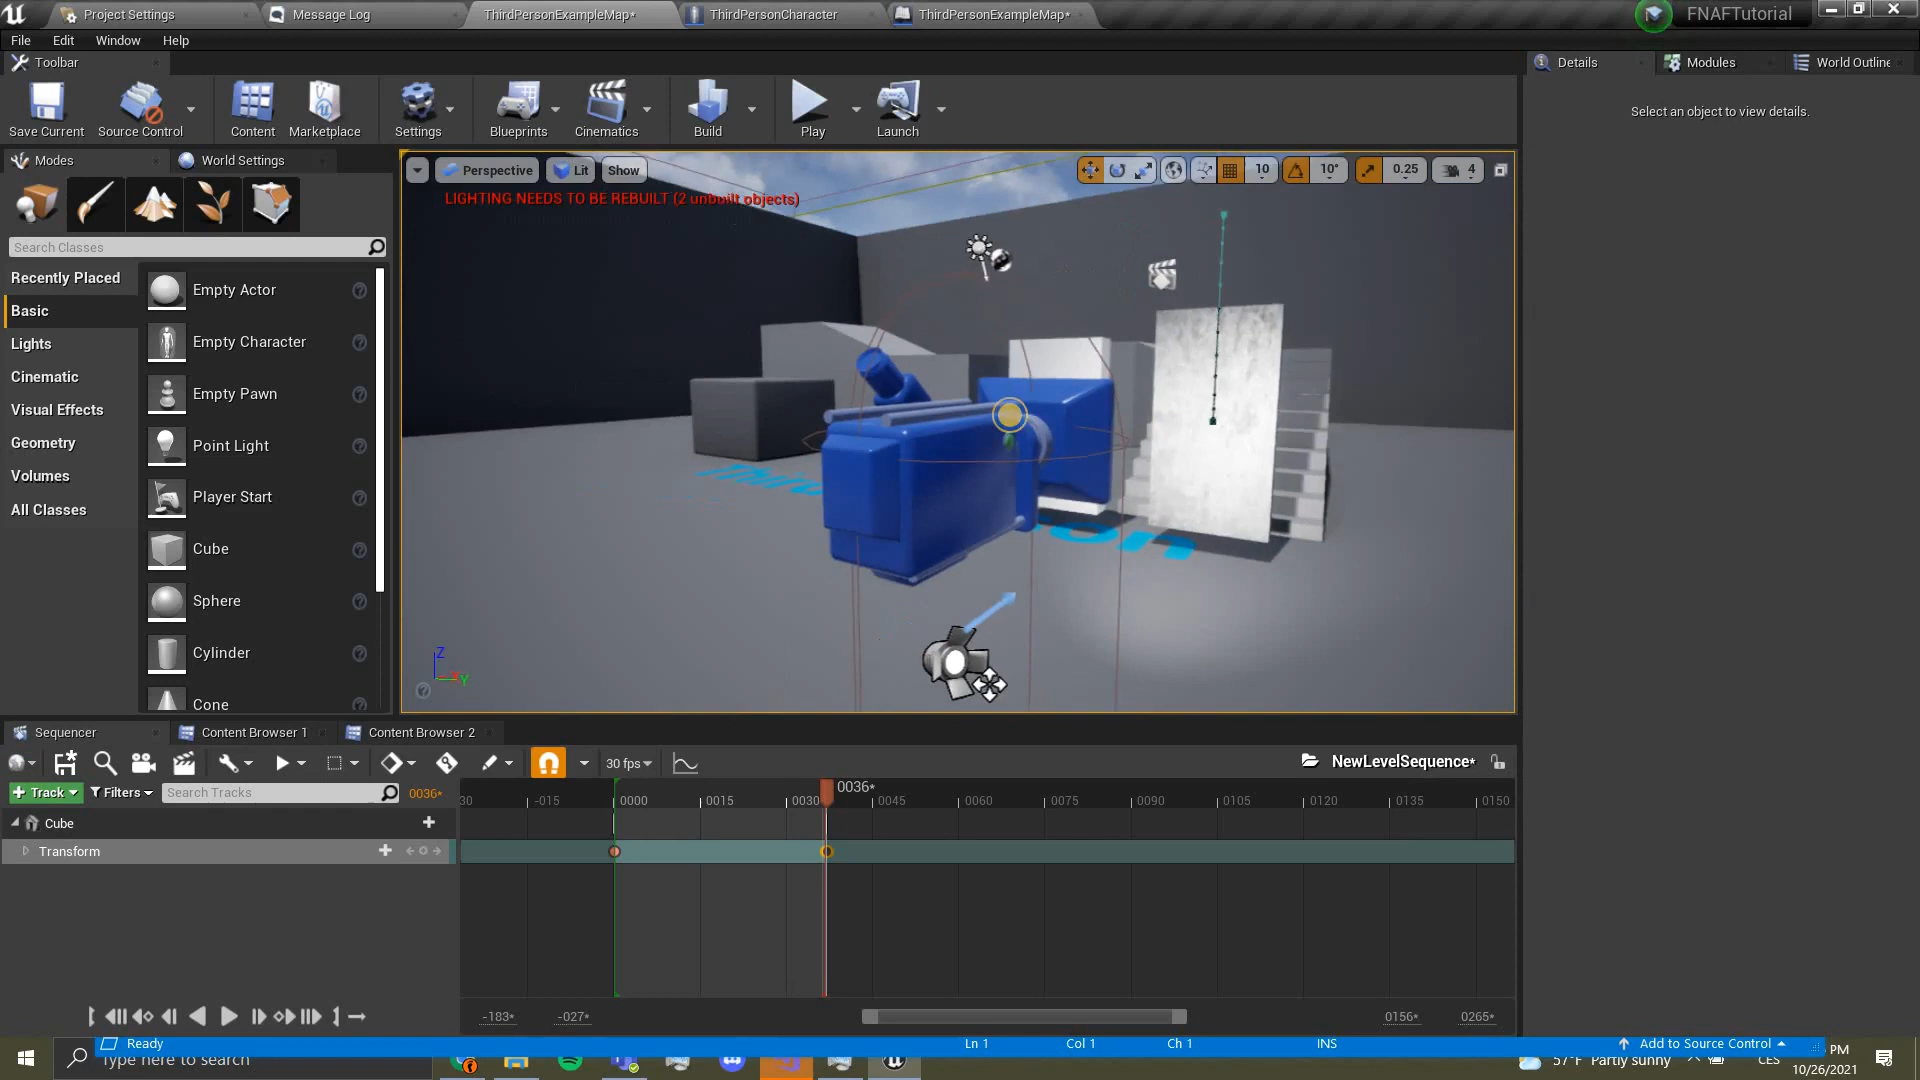 Project Settings
Message Log
ThirdPersonExampleMap*
ThirdPersonCharacter
ThirdPersonExampleMap*
FNAFTutorial
File Edit Window Help
Toolbar
Details
Modules
World Outline
Save Current
Source Control
Content
Marketplace
Settings
Blueprints
Cinematics
Build
Play
Launch
Select an object to view details.
Modes
World Settings
Perspective
Lit
Show
10
10°
0.25
4
LIGHTING NEEDS TO BE REBUILT (2 unbuilt objects)
Search Classes
Recently Placed
Basic
Lights
Cinematic
Visual Effects
Geometry
Volumes
All Classes
Empty Actor
Empty Character
Empty Pawn
Point Light
Player Start
Cube
Sphere
Cylinder
Cone
Third
on
Z
Y
Sequencer
Content Browser 1
Content Browser 2
30 fps
NewLevelSequence*
Track
Filters
Search Tracks
0036*
30
-015
0000
0015
0030
0036*
0045
0060
0075
0090
0105
0120
0135
0150
Cube
Transform
-183*
-027*
0156*
0265*
Ready
Ln 1
Col 1
Ch 1
INS
Add to Source Control
Type here to search
57°F Partly sunny
CES
PM
10/26/2021